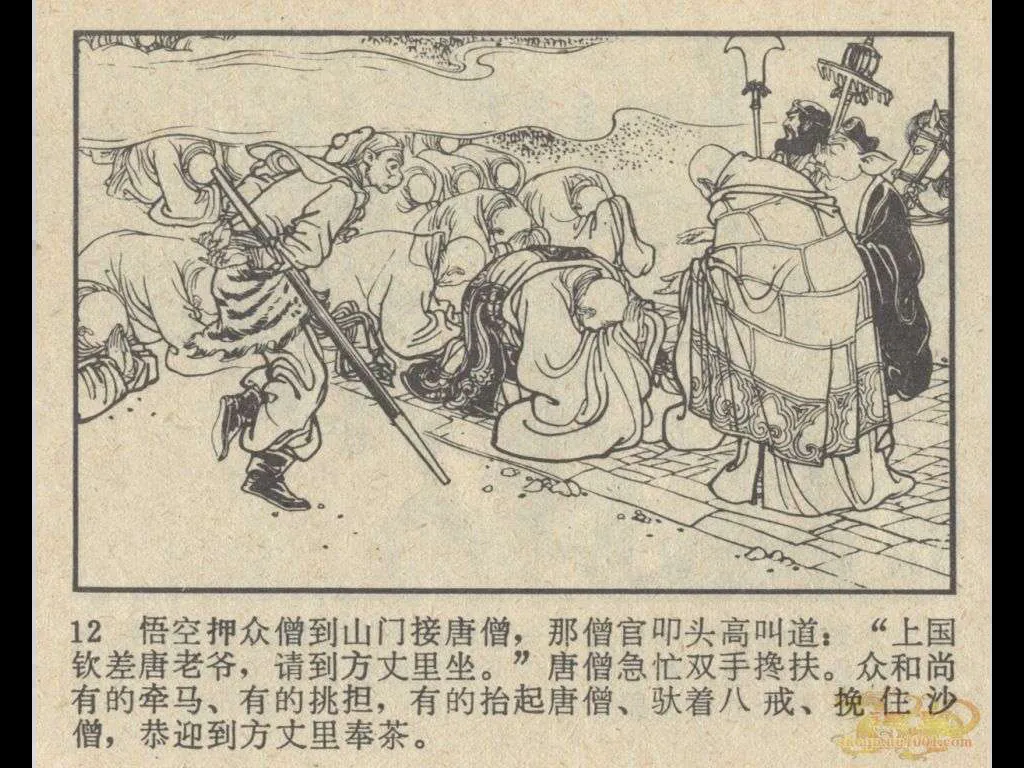 12 悟空押众僧到山门接唐僧，那僧官叩头高叫道：“上国
钦差唐老爷，请到方丈里坐。”唐僧急忙双手搀扶。众和尚
有的牵马、有的挑担，有的抬起唐僧、驮着八戒、挽住沙
僧，恭迎到方丈里奉茶。